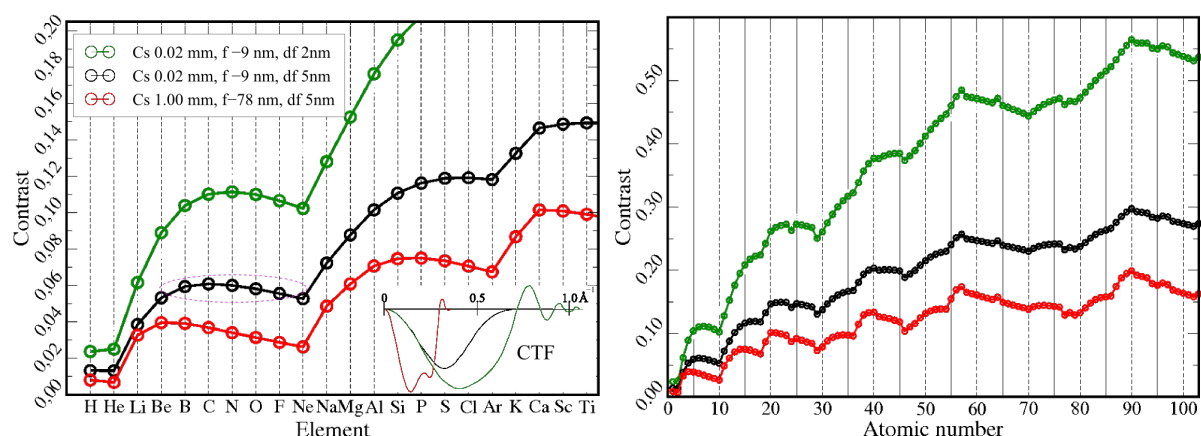 0,20
0,18
0,16
0,14
0,12
0,10
0,08
0,06
0,04
0,02
0,00
Contrast
Cs 0.02 mm, f −9 nm, df 2nm
Cs 0.02 mm, f −9 nm, df 5nm
Cs 1.00 mm, f−78 nm, df 5nm
0 0,5 1,0 Å⁻¹
CTF
H He Li Be B C N O F Ne Na Mg Al Si P S Cl Ar K Ca Sc Ti
Element
0,50
0,40
0,30
0,20
0,10
0,00
Contrast
0 10 20 30 40 50 60 70 80 90 100
Atomic number